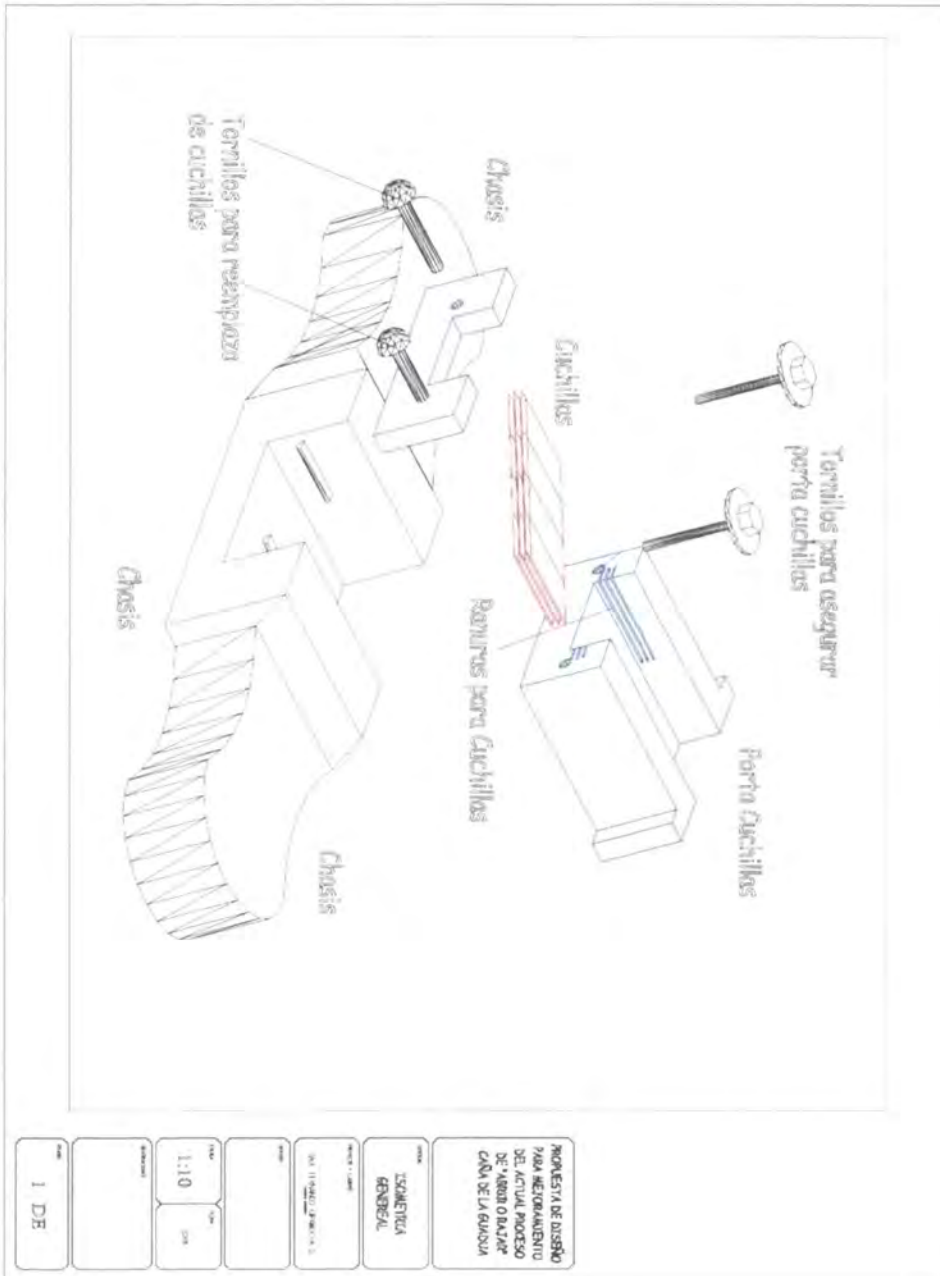 Tornillos para asegurar
porta cuchillas
Porta Cuchillas
Cuchillas
Ranuras para Cuchillas
Chasis
Tornillos para reemplaza
de cuchillas
Chasis
Chasis
PROPUESTA DE DISEÑO
PARA MEJORAMIENTO
DEL ACTUAL PROCESO
DE "ABRIR O RAJAR"
CAÑA DE LA GUADUA
ISOMETRICA
GENERAL
1:10
1 DE